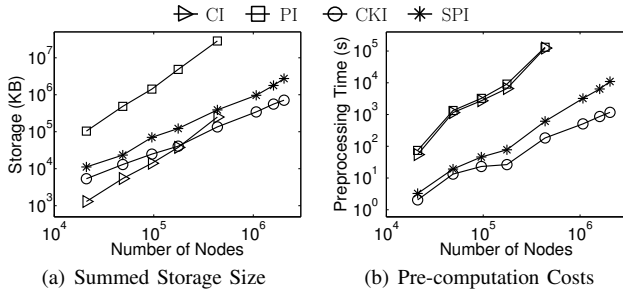 CI PI CKI SPI
Storage (KB)
10^7
10^6
10^5
10^4
10^3
10^4 10^5 10^6
Number of Nodes
(a) Summed Storage Size
Preprocessing Time (s)
10^5
10^4
10^3
10^2
10^1
10^0
10^4 10^5 10^6
Number of Nodes
(b) Pre-computation Costs